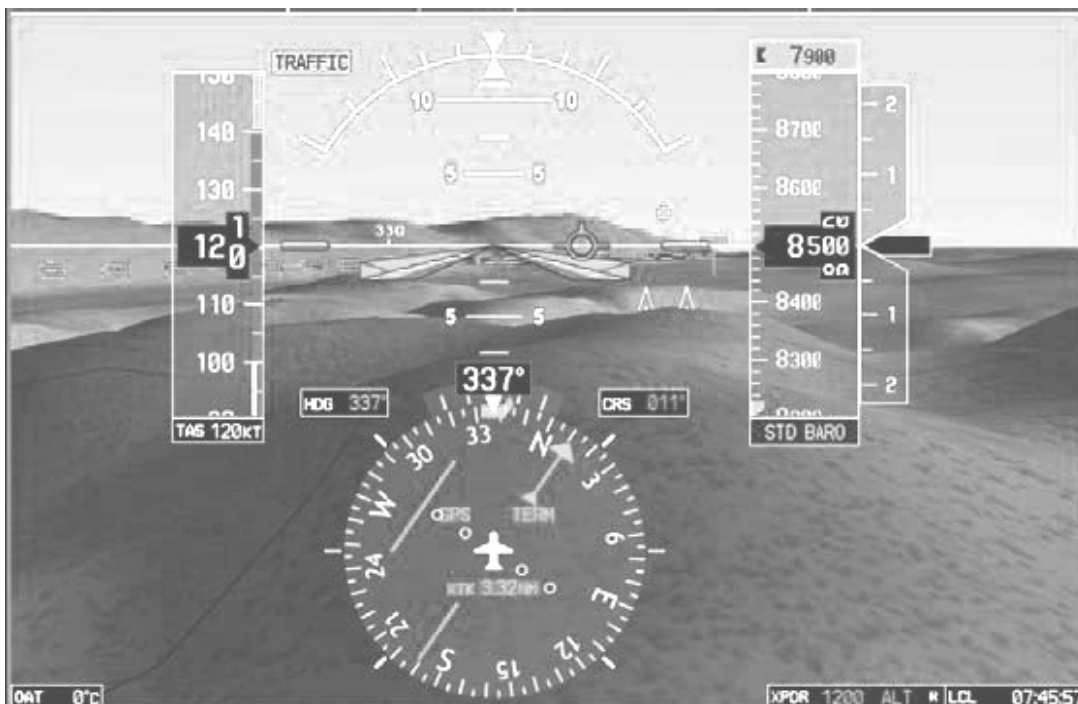 TRAFFIC
7900
10 10
140
8700
2
130
5 5
8600
1
330
120
1
8500
110
8400
5 5
1
100
8300
337°
2
HDG 337°
CRS 011°
TAS 120KT
STD BARO
33
N
30
3
W
GPS TERM
6
24
XTK 3.32NM
E
21
12
S
15
OAT 0°C
XPDR 1200 ALT R LCL 07:45:57